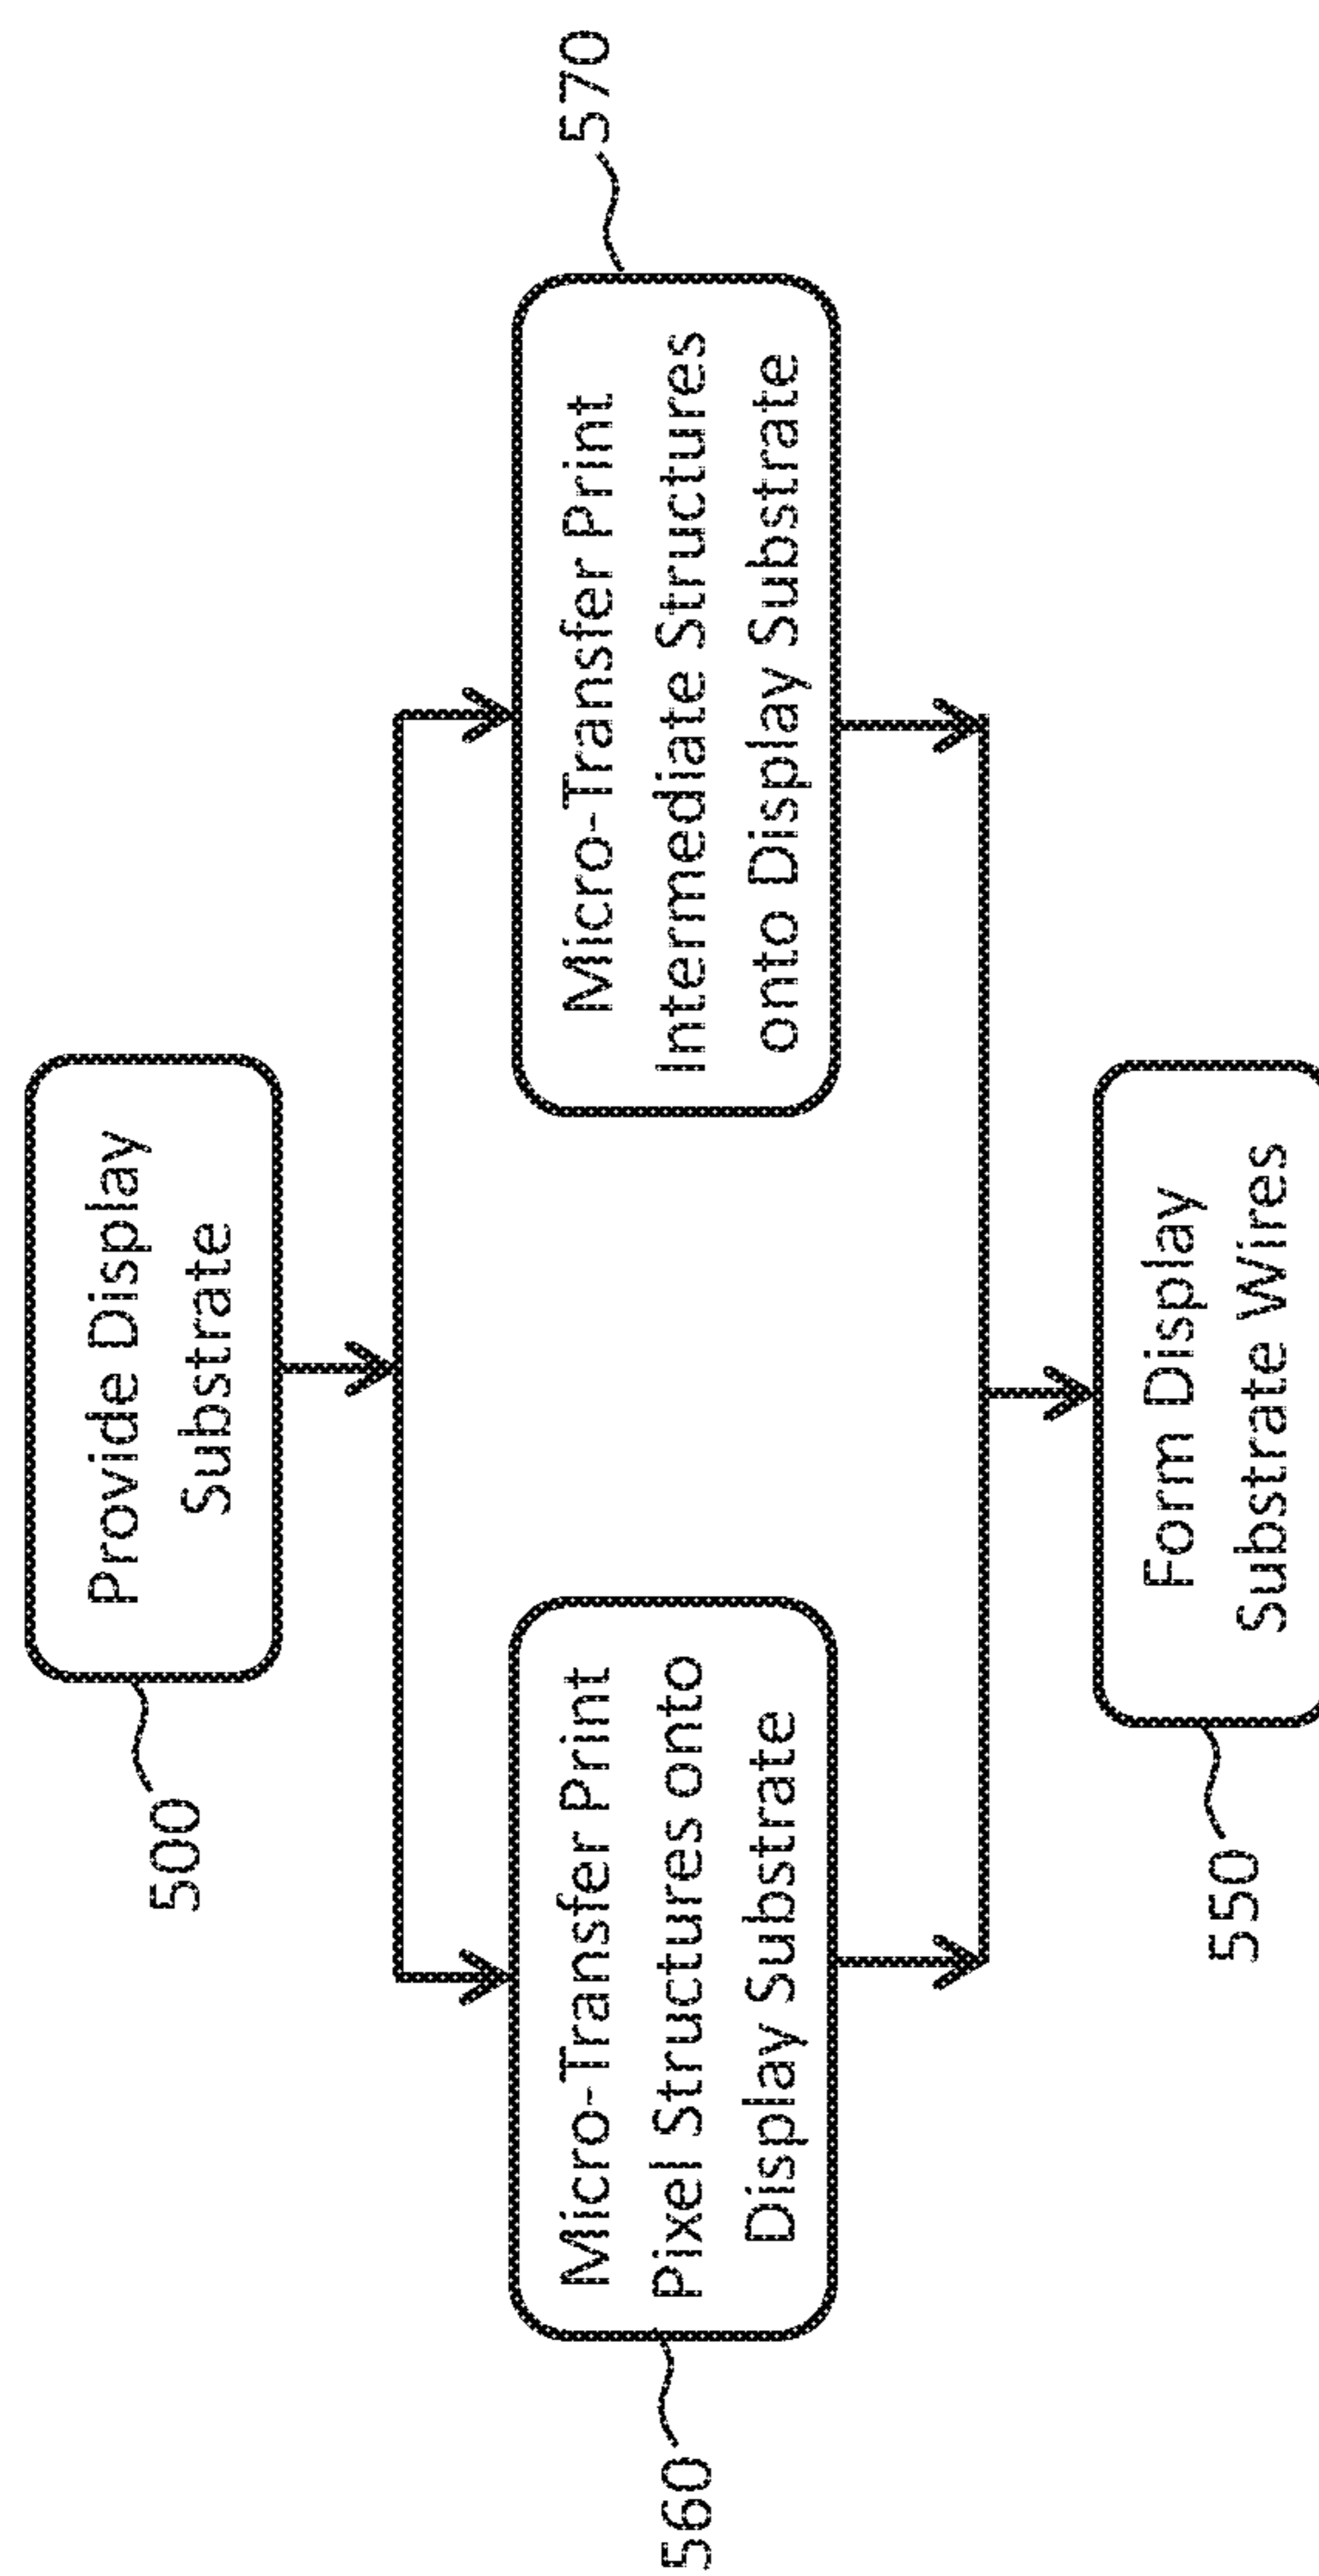 500
Provide Display
Substrate
560
Micro-Transfer Print
Pixel Structures onto
Display Substrate
Micro-Transfer Print
Intermediate Structures
onto Display Substrate
570
550
Form Display
Substrate Wires